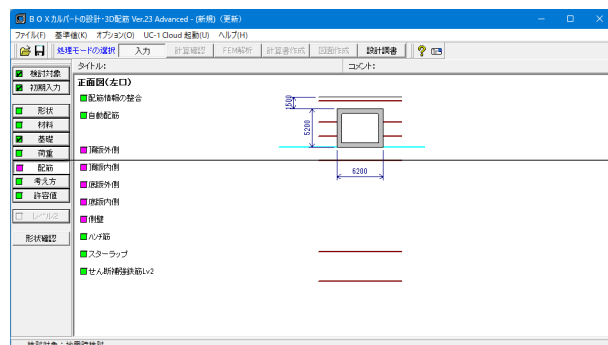 BOXカルバートの設計・3D配筋 Ver.23 Advanced - (新規) (更新)
ファイル(F) 基準値(K) オプション(O) UC-1 Cloud 起動(U) ヘルプ(H)
処理モードの選択 入力 計算確認 FEM解析 計算書作成 図面作成 設計調書
検討対象
初期入力
形状
材料
基礎
荷重
配筋
考え方
許容値
レベル2
形状確認
タイトル: コメント:
正面図(左口)
配筋情報の整合
自動配筋
頂版外側
頂版内側
底版外側
底版内側
側壁
ハンチ筋
スターラップ
せん断補強鉄筋Lv2
1500
5200
6200